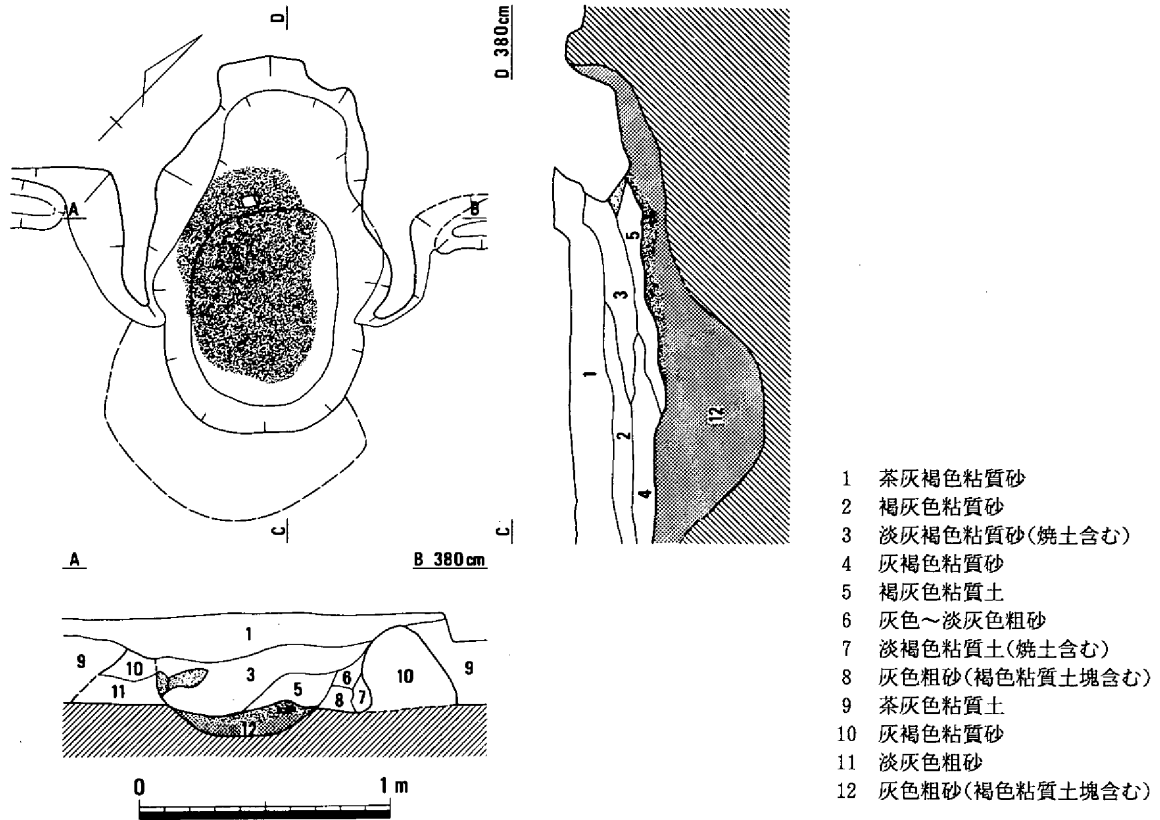 D
D 380cm
A
B
C
C
5
3
1
2
4
12
A
B 380cm
1
9
10
11
3
5
6
8
7
10
9
12
0 1 m
1 茶灰褐色粘質砂
2 褐灰色粘質砂
3 淡灰褐色粘質砂(焼土含む)
4 灰褐色粘質砂
5 褐灰色粘質土
6 灰色～淡灰色粗砂
7 淡褐色粘質土(焼土含む)
8 灰色粗砂(褐色粘質土塊含む)
9 茶灰色粘質土
10 灰褐色粘質砂
11 淡灰色粗砂
12 灰色粗砂(褐色粘質土塊含む)